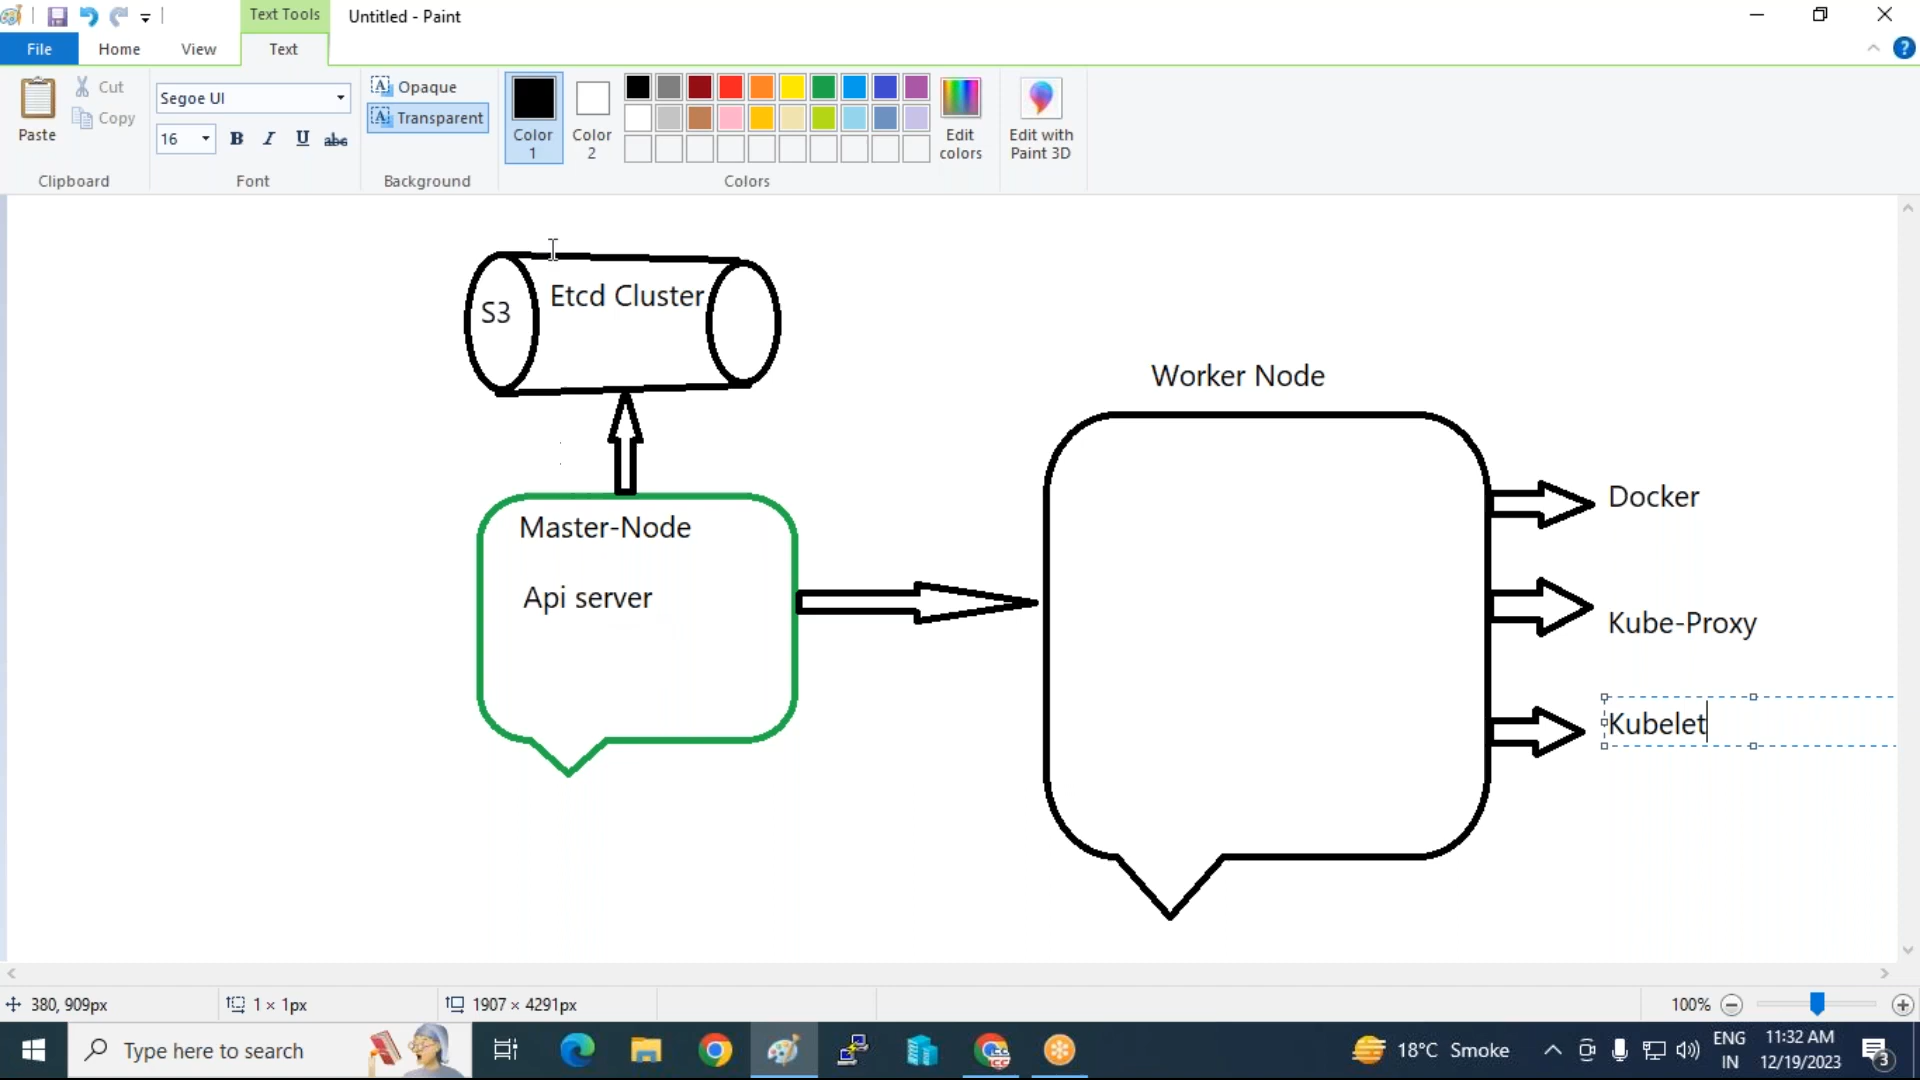 Text Tools
Untitled - Paint
File
Home
View
Text
Paste
Cut
Copy
Clipboard
Segoe UI
16
B
I
U
abc
Font
Opaque
Transparent
Background
Color
1
Color
2
Edit
colors
Colors
Edit with
Paint 3D
S3
Etcd Cluster
Worker Node
Master-Node
Api server
Docker
Kube-Proxy
Kubelet
380, 909px
1 × 1px
1907 × 4291px
100%
Type here to search
18°C Smoke
ENG
IN
11:32 AM
12/19/2023
3